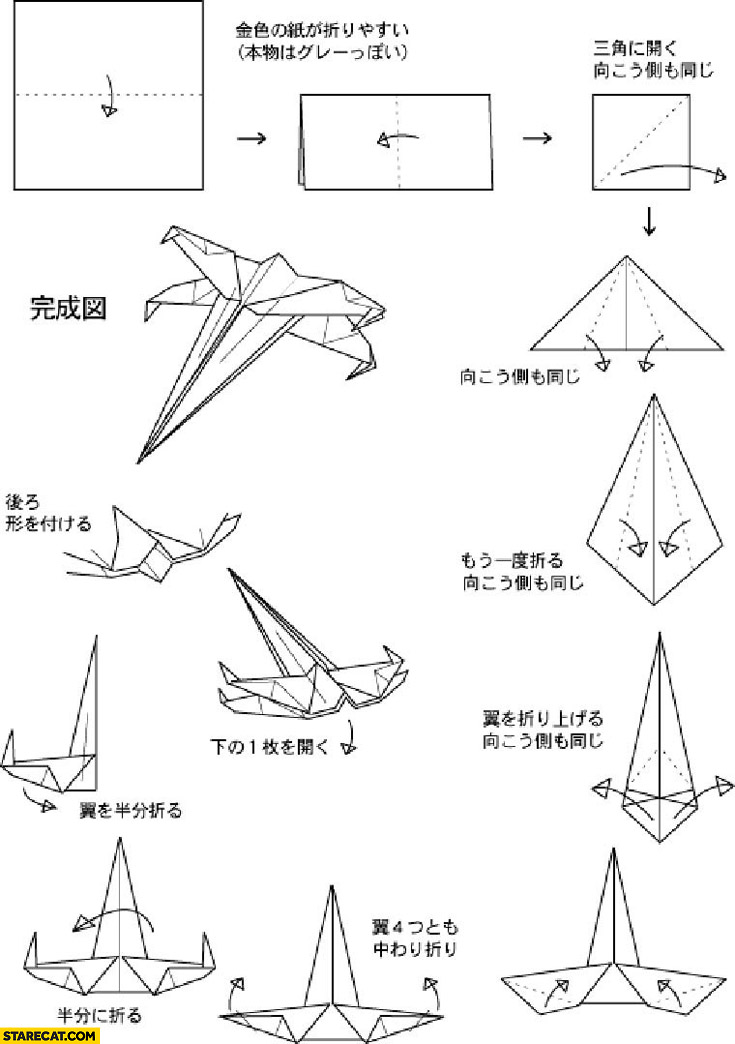 金色の紙が折りやすい
（本物はグレーっぽい）
三角に開く
向こう側も同じ
向こう側も同じ
もう一度折る
向こう側も同じ
翼を折り上げる
向こう側も同じ
翼４つとも
中わり折り
半分に折る
翼を半分折る
下の１枚を開く
後ろ
形を付ける
完成図
STARECAT.COM